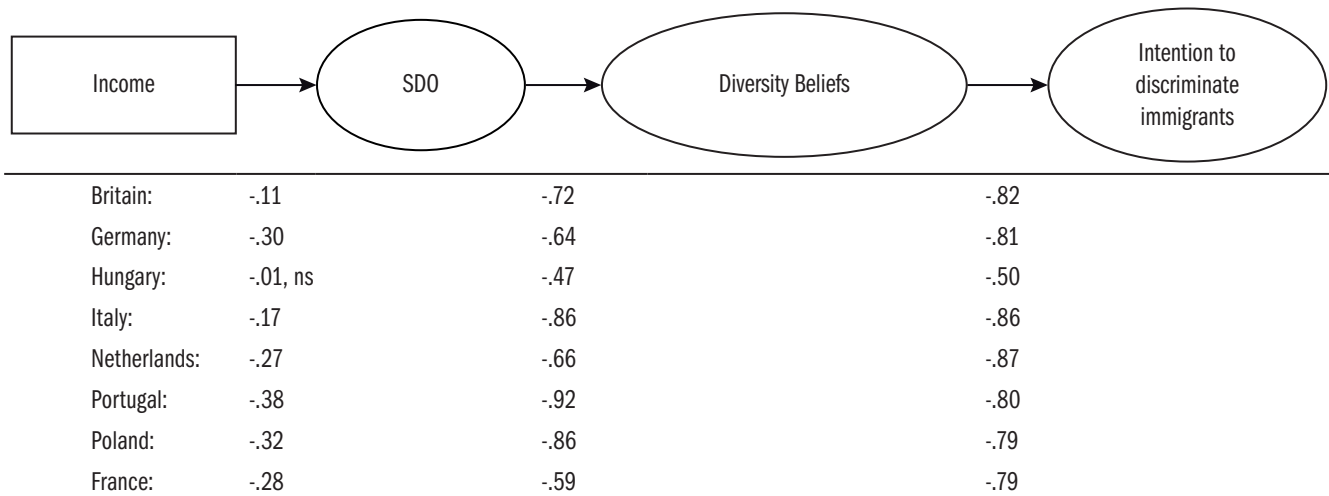 Income
SDO
Diversity Beliefs
Intention to
discriminate
immigrants
Britain: -.11 -.72 -.82
Germany: -.30 -.64 -.81
Hungary: -.01, ns -.47 -.50
Italy: -.17 -.86 -.86
Netherlands: -.27 -.66 -.87
Portugal: -.38 -.92 -.80
Poland: -.32 -.86 -.79
France: -.28 -.59 -.79